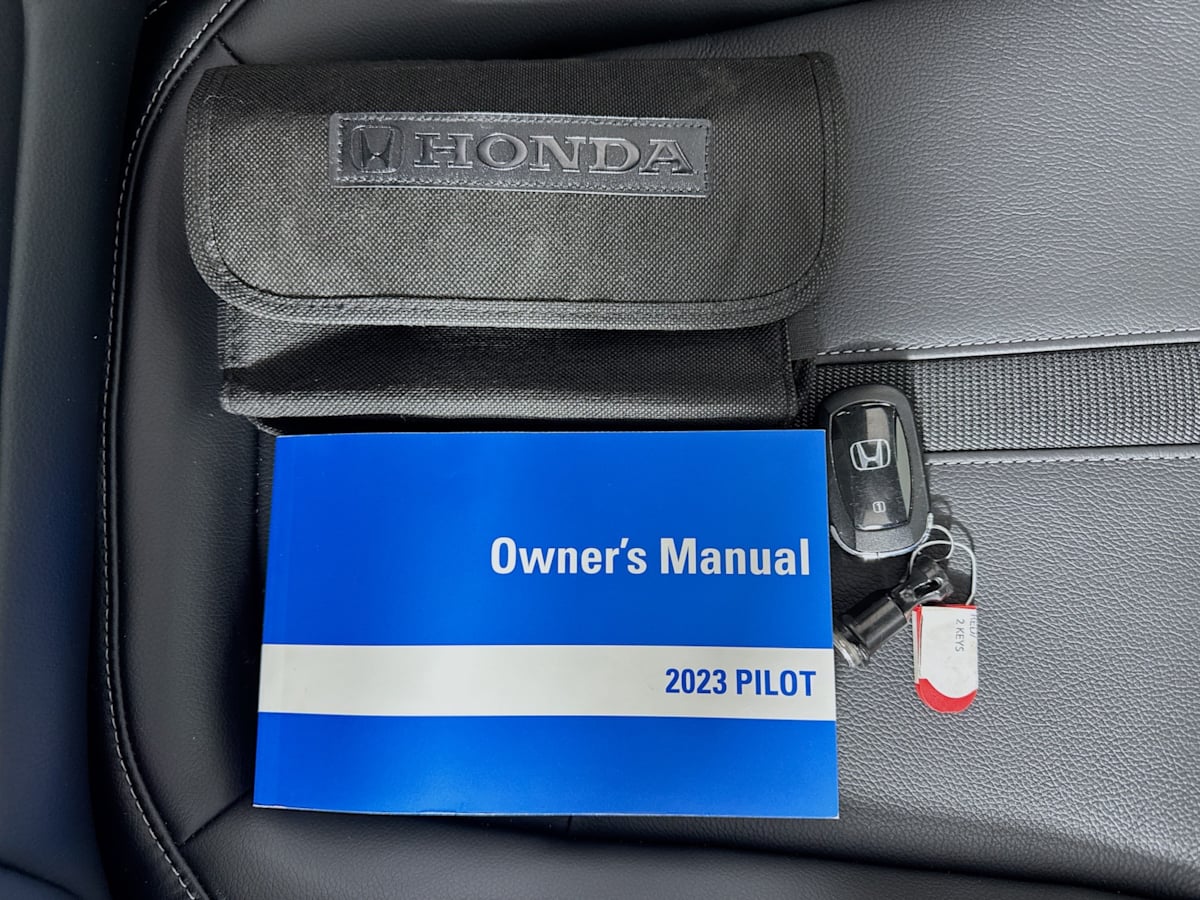 HONDA
Owner's Manual
2023 PILOT
1
2 KEYS